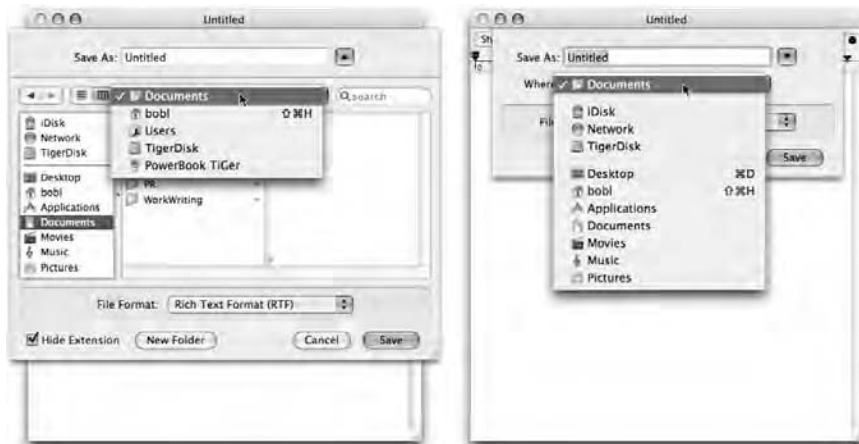 Untitled
Save As: Untitled
Documents
search
bobl ⇧⌘H
Users
TigerDisk
PowerBook TiGer
iDisk
Network
TigerDisk
Desktop
bobl
Applications
Documents
Movies
Music
Pictures
PR
WorkWriting
File Format: Rich Text Format (RTF)
Hide Extension
New Folder
Cancel
Save
Untitled
Save As: Untitled
Where
Documents
iDisk
Network
TigerDisk
Desktop ⌘D
bobl ⇧⌘H
Applications
Documents
Movies
Music
Pictures
Save